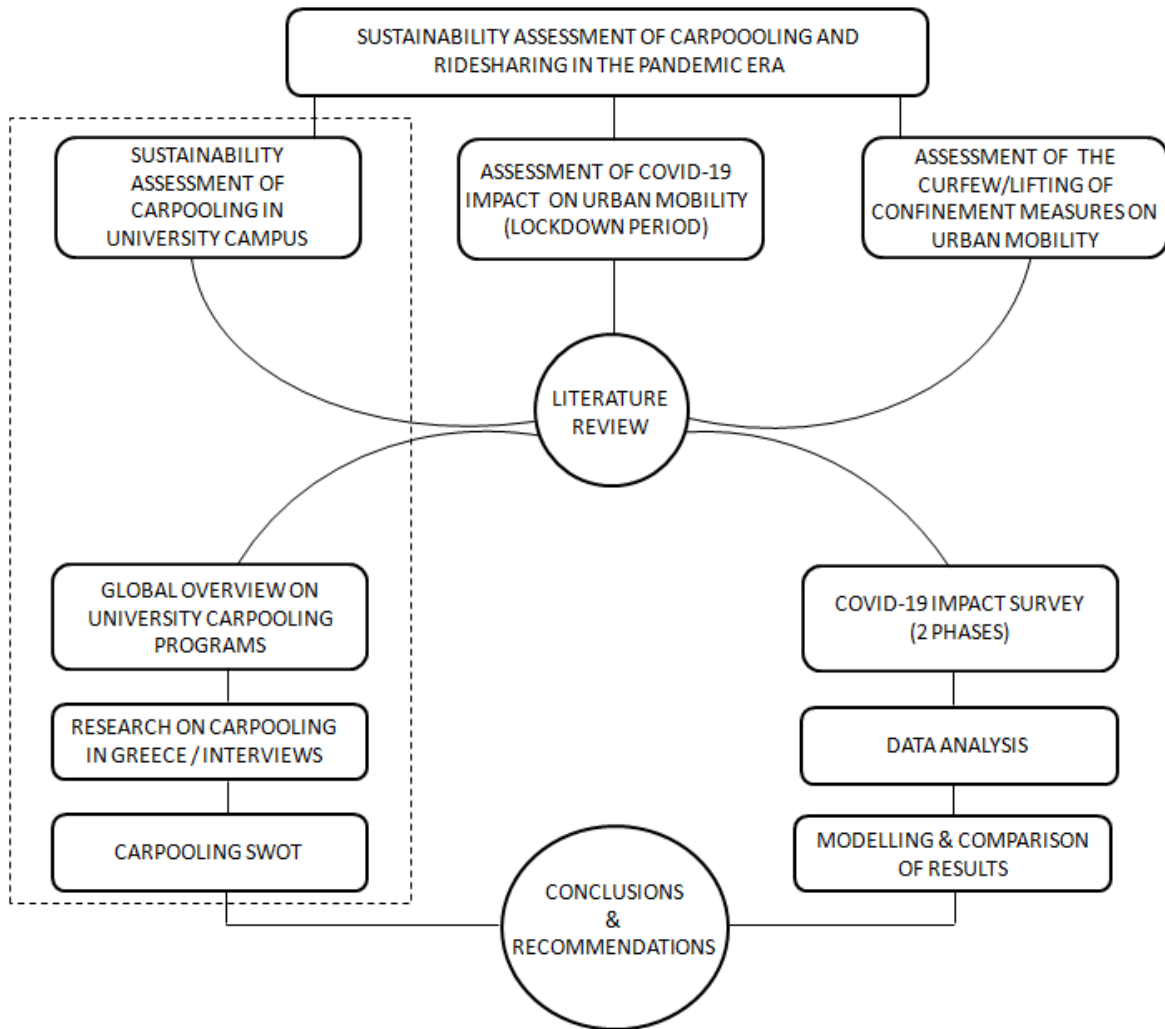 SUSTAINABILITY ASSESSMENT OF CARPOOOLING AND
RIDESHARING IN THE PANDEMIC ERA
SUSTAINABILITY
ASSESSMENT OF
CARPOOLING IN
UNIVERSITY CAMPUS
ASSESSMENT OF COVID-19
IMPACT ON URBAN MOBILITY
(LOCKDOWN PERIOD)
ASSESSMENT OF THE
CURFEW/LIFTING OF
CONFINEMENT MEASURES ON
URBAN MOBILITY
LITERATURE
REVIEW
GLOBAL OVERVIEW ON
UNIVERSITY CARPOOLING
PROGRAMS
COVID-19 IMPACT SURVEY
(2 PHASES)
RESEARCH ON CARPOOLING
IN GREECE / INTERVIEWS
DATA ANALYSIS
CARPOOLING SWOT
MODELLING & COMPARISON
OF RESULTS
CONCLUSIONS
&
RECOMMENDATIONS